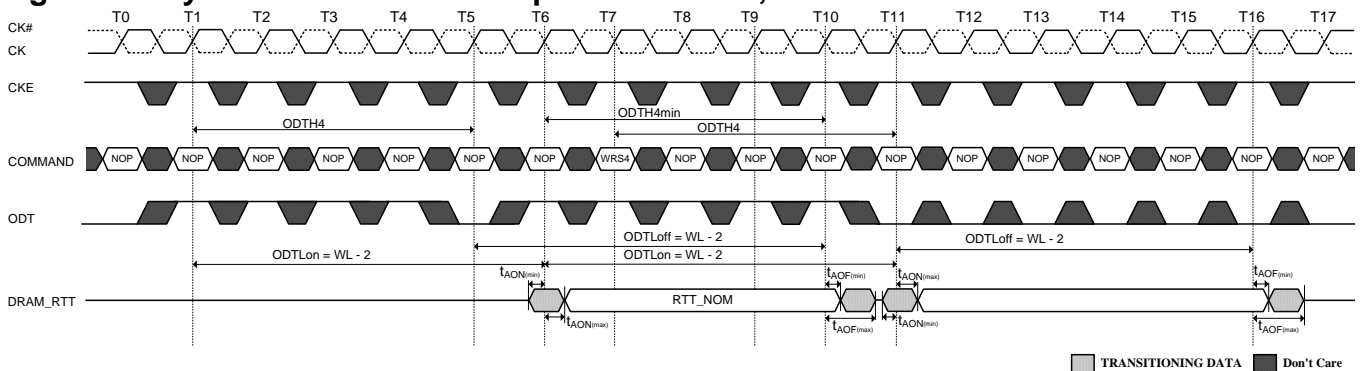 T0 T1 T2 T3 T4 T5 T6 T7 T8 T9 T10 T11 T12 T13 T14 T15 T16 T17
CK#
CK
CKE
ODTH4min
ODTH4
ODTH4
COMMAND NOP NOP NOP NOP NOP NOP NOP WRS4 NOP NOP NOP NOP NOP NOP NOP NOP NOP NOP
ODT
ODTLoff = WL - 2
ODTLoff = WL - 2
ODTLon = WL - 2
ODTLon = WL - 2
tAON(min)
tAOF(min)
tAON(max)
tAOF(min)
DRAM_RTT
RTT_NOM
tAON(max)
tAOF(max)
tAON(min)
tAOF(max)
TRANSITIONING DATA
Don't Care